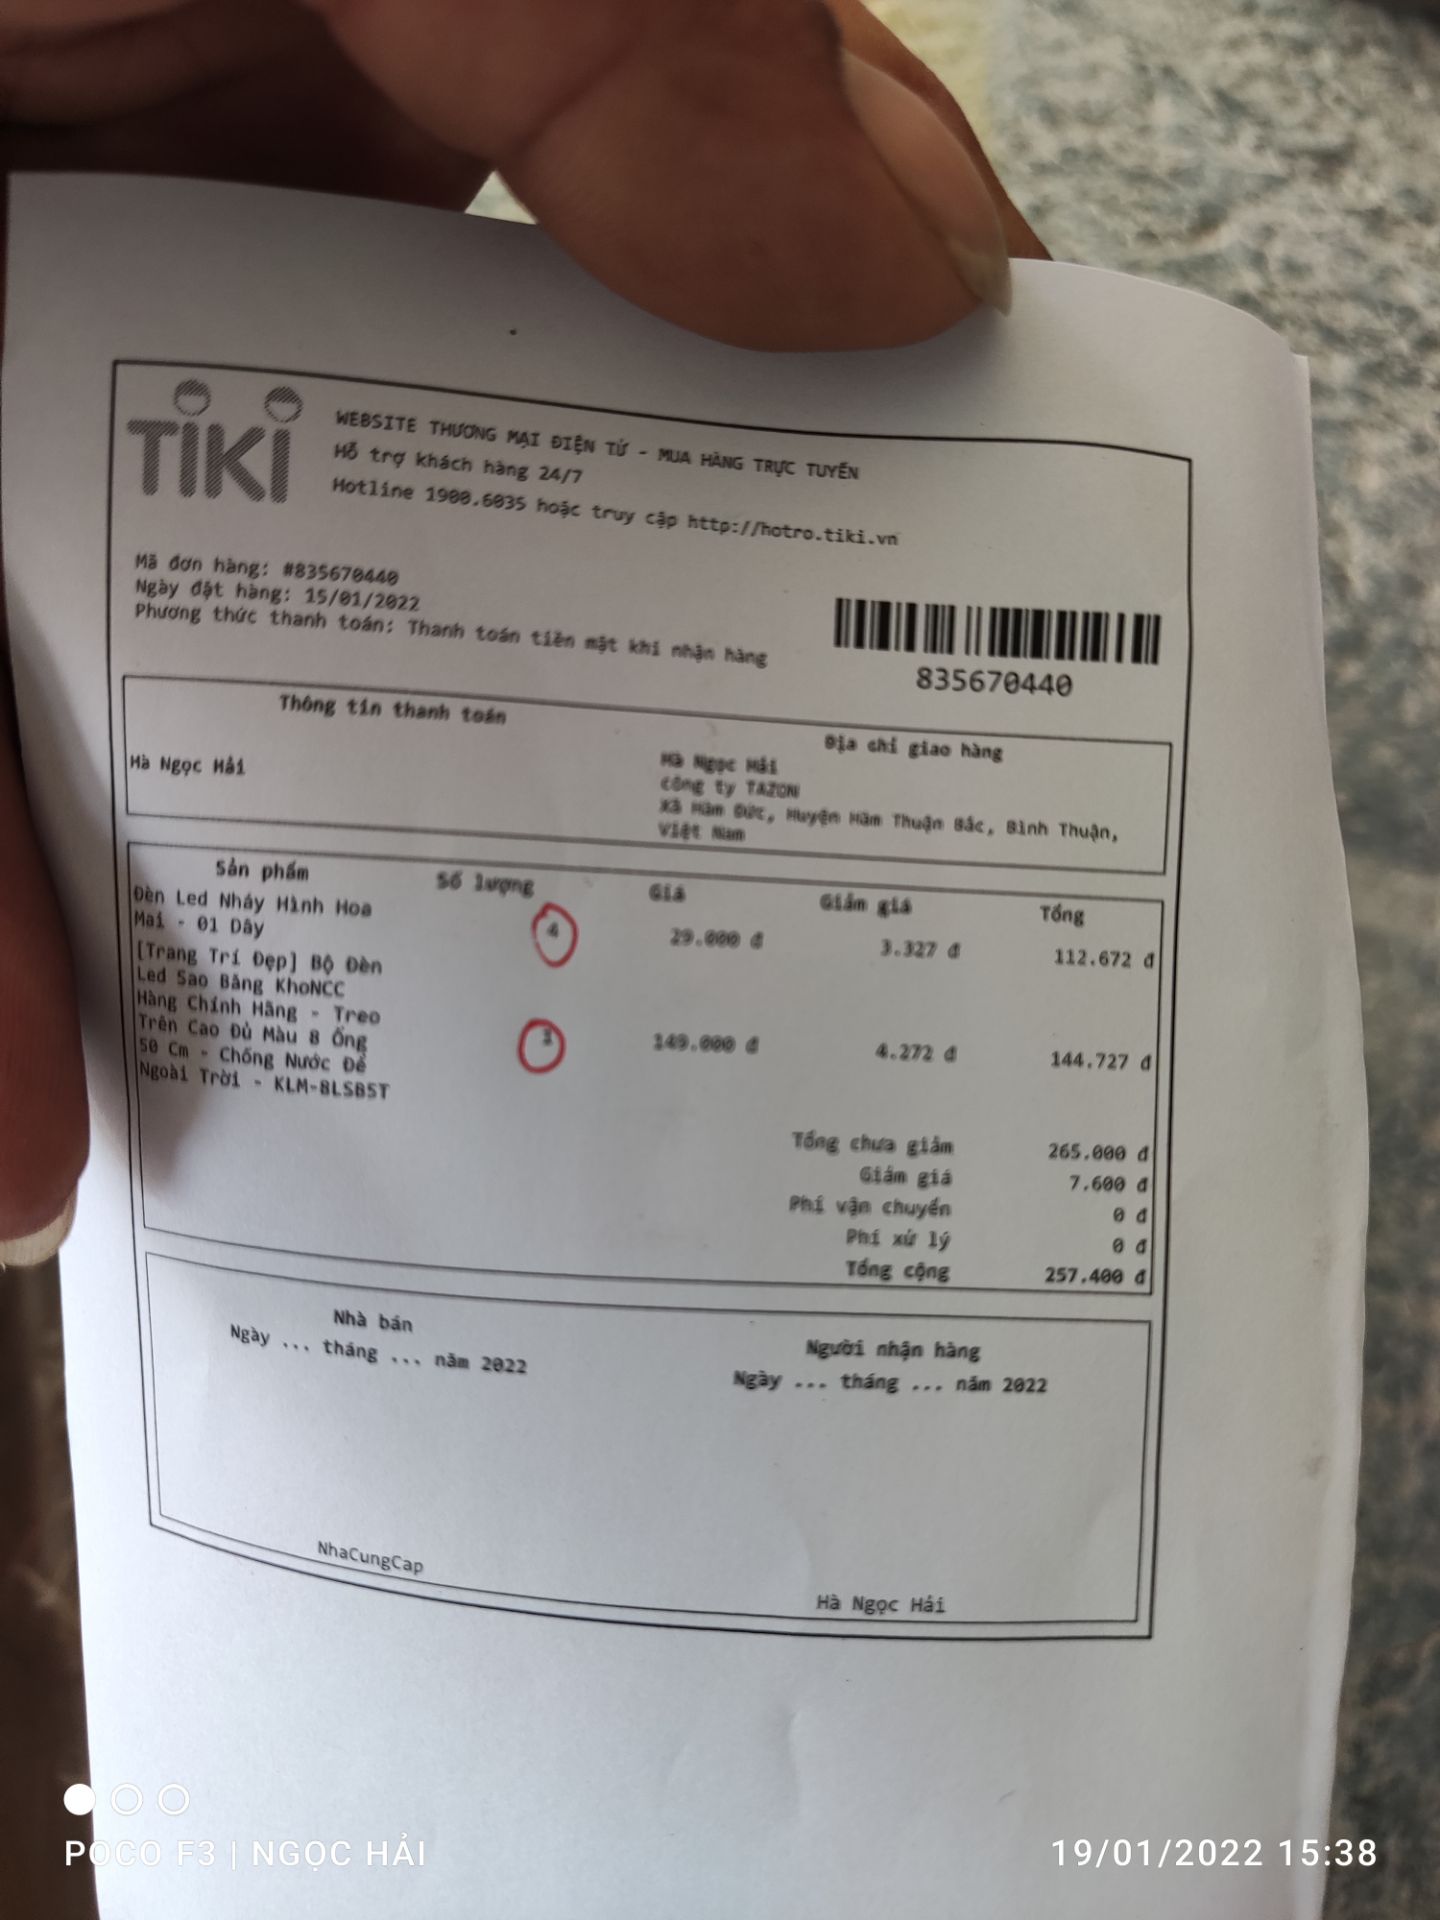 TIKI
WEBSITE THƯƠNG MẠI ĐIỆN TỬ - MUA HÀNG TRỰC TUYẾN
Hỗ trợ khách hàng 24/7
Hotline 1900.6035 hoặc truy cập http://hotro.tiki.vn
Mã đơn hàng: #835670440
Ngày đặt hàng: 15/01/2022
Phương thức thanh toán: Thanh toán tiền mặt khi nhận hàng
835670440
Thông tin thanh toán
Hà Ngọc Hải
Địa chỉ giao hàng
Hà Ngọc Hải
Công ty TAZON
Xã Hàm Đức, Huyện Hàm Thuận Bắc, Bình Thuận,
Việt Nam
Sản phẩm Số lượng Giá Giảm giá Tổng
Đèn Led Nháy Hình Hoa
Mai - 01 Dây 4 29.000 đ 3.327 đ 112.672 đ
[Trang Trí Đẹp] Bộ Đèn
Led Sao Băng KhoNCC
Hàng Chính Hãng - Treo
Trên Cao Đủ Màu 8 Ống 1 149.000 đ 4.272 đ 144.727 đ
50 Cm - Chống Nước Để
Ngoài Trời - KLM-8LSB5T
Tổng chưa giảm 265.000 đ
Giảm giá 7.600 đ
Phí vận chuyển 0 đ
Phí xử lý 0 đ
Tổng cộng 257.400 đ
Nhà bán
Ngày ... tháng ... năm 2022
Người nhận hàng
Ngày ... tháng ... năm 2022
NhaCungCap
Hà Ngọc Hải
POCO F3 | NGỌC HẢI
19/01/2022 15:38